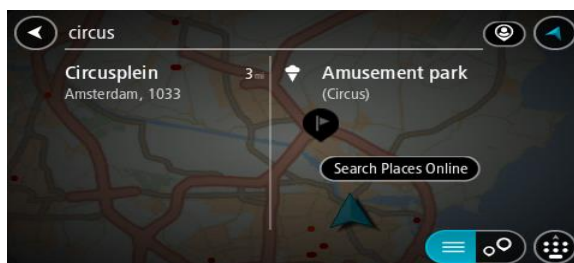 circus
Circusplein 3 mi
Amsterdam, 1033
Amusement park
(Circus)
Search Places Online